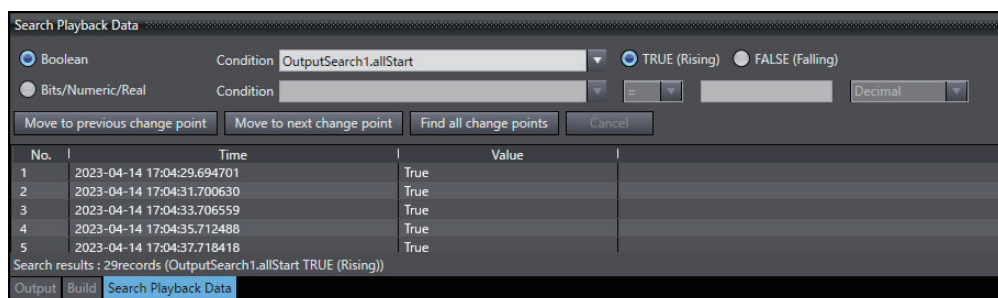 Search Playback Data
Boolean Condition OutputSearch1.allStart TRUE (Rising) FALSE (Falling)
Bits/Numeric/Real Condition = Decimal
Move to previous change point Move to next change point Find all change points Cancel
No. Time Value
1 2023-04-14 17:04:29.694701 True
2 2023-04-14 17:04:31.700630 True
3 2023-04-14 17:04:33.706559 True
4 2023-04-14 17:04:35.712488 True
5 2023-04-14 17:04:37.718418 True
Search results : 29records (OutputSearch1.allStart TRUE (Rising))
Output Build Search Playback Data